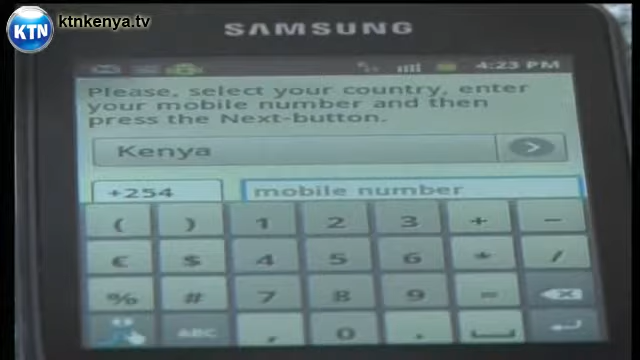 KTN
ktnkenya.tv
SAMSUNG
4:23 PM
Please, select your country, enter
your mobile number and then
press the Next-button.
Kenya
+254 mobile number
( ) 1 2 3 + −
€ $ 4 5 6 * /
% # 7 8 9 =
ABC , 0 .